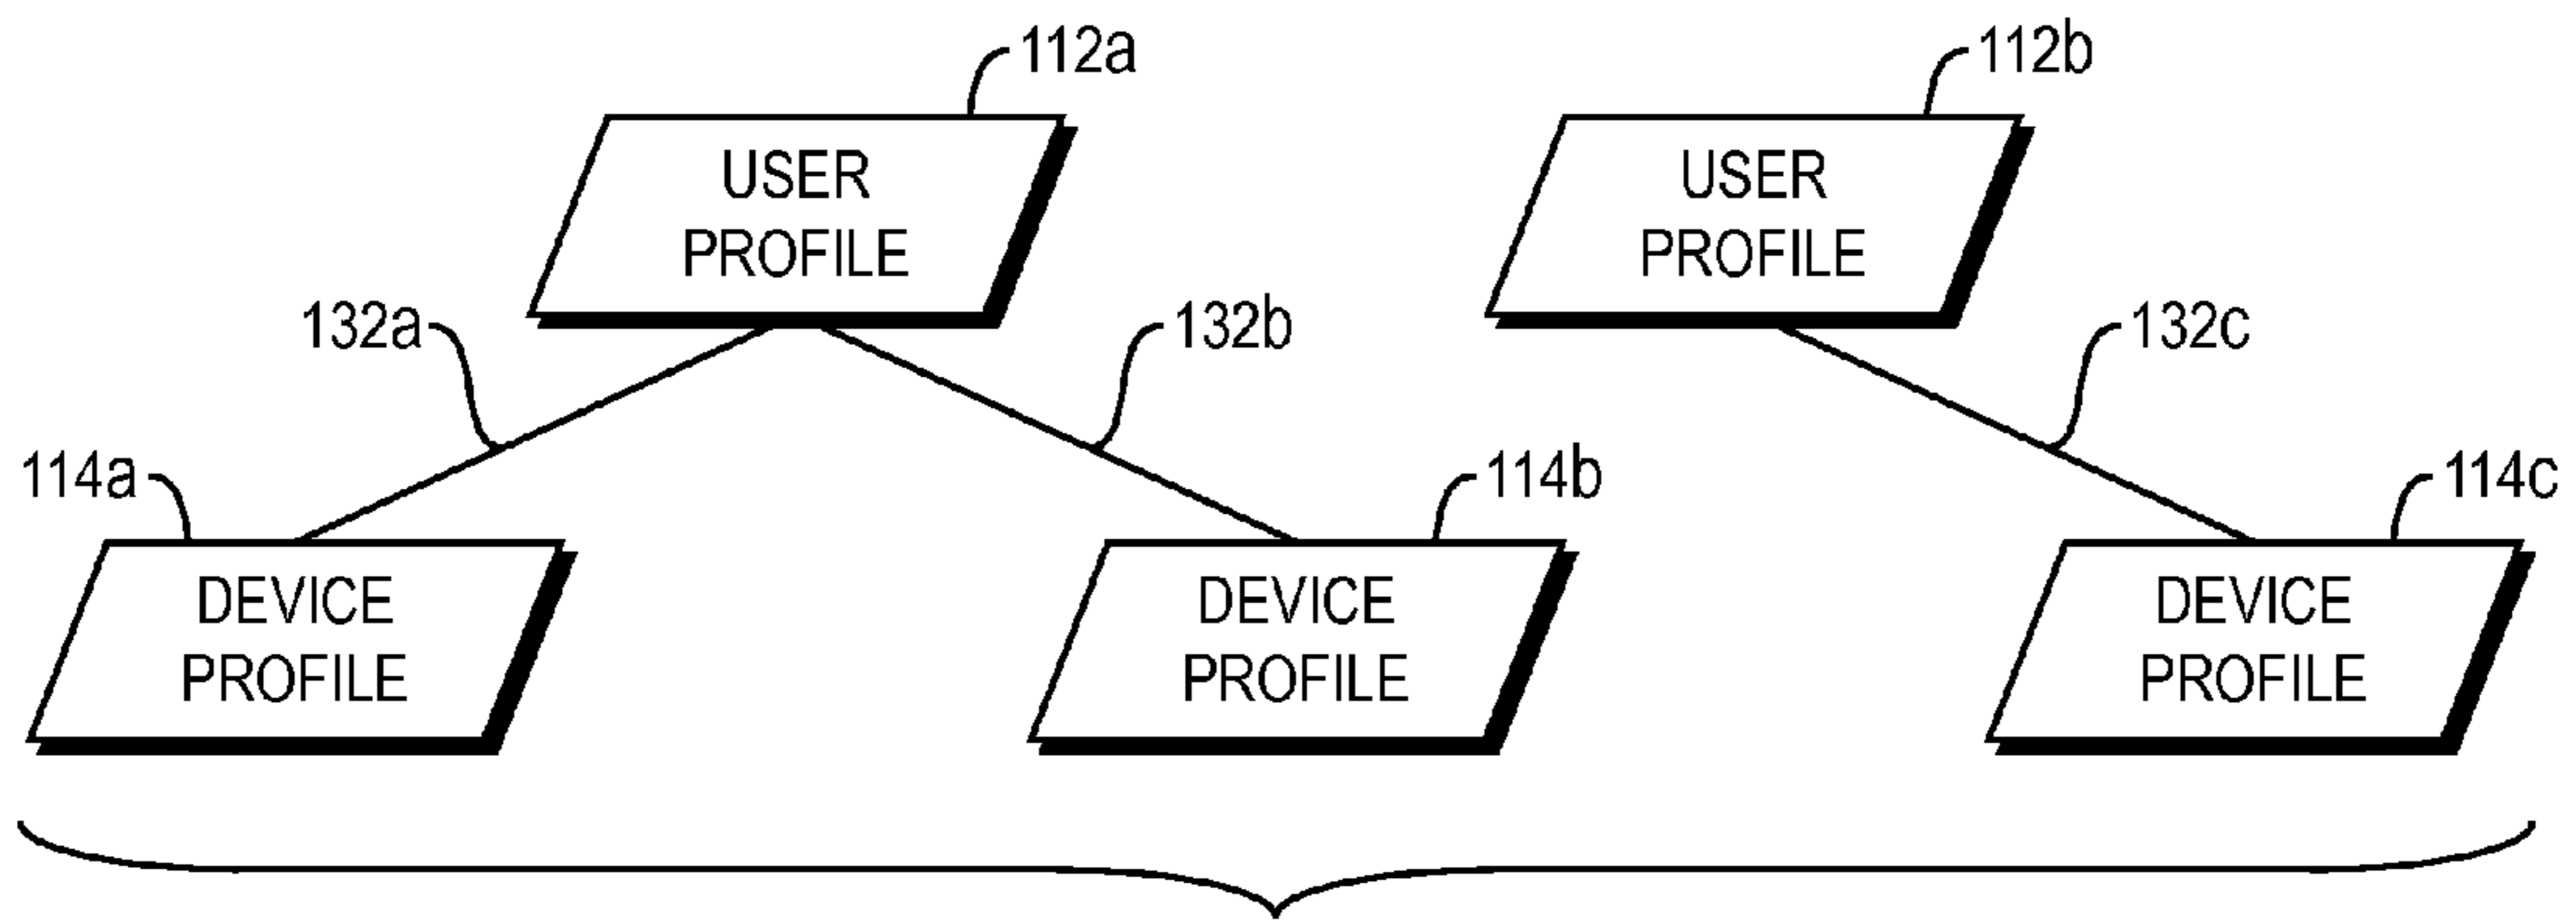 112a
112b
USER
PROFILE
USER
PROFILE
132a
132b
132c
114a
114b
114c
DEVICE
PROFILE
DEVICE
PROFILE
DEVICE
PROFILE